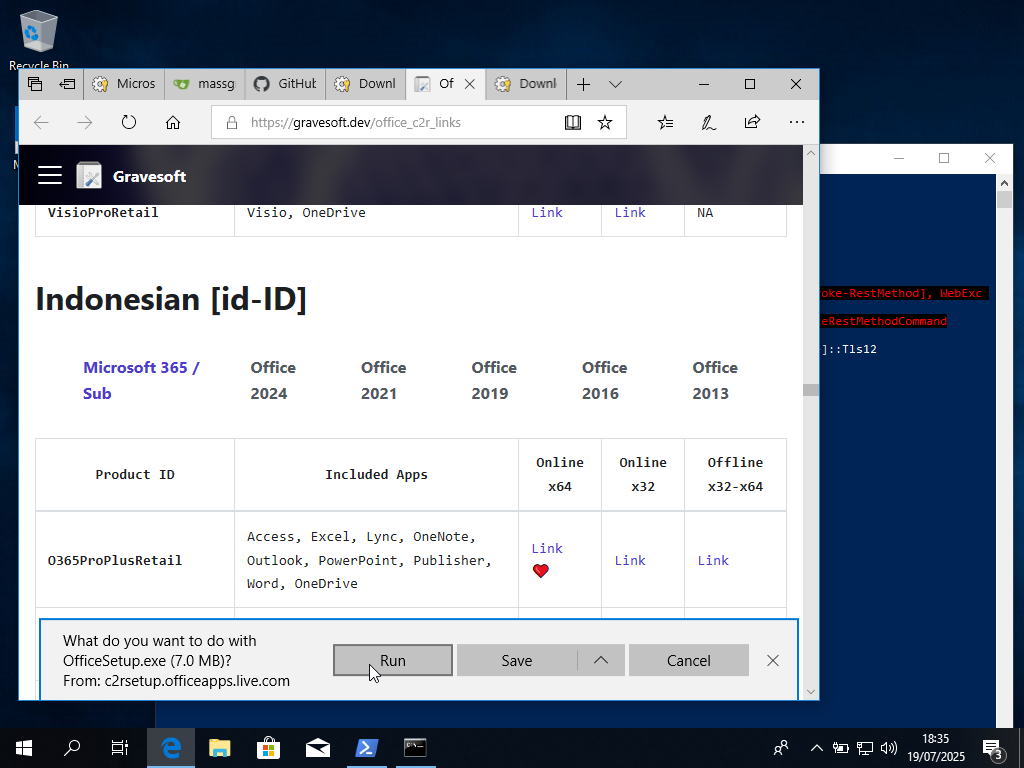 Recycle Bin
Micros
massg
GitHub
Downl
Of
Downl
https://gravesoft.dev/office_c2r_links
Gravesoft
VisioProRetail
Visio, OneDrive
Link
Link
NA
Indonesian [id-ID]
Microsoft 365 /
Sub
Office
2024
Office
2021
Office
2019
Office
2016
Office
2013
Product ID
Included Apps
Online
x64
Online
x32
Offline
x32-x64
O365ProPlusRetail
Access, Excel, Lync, OneNote,
Outlook, PowerPoint, Publisher,
Word, OneDrive
Link
Link
Link
oke-RestMethod], WebExc
eRestMethodCommand
]::Tls12
What do you want to do with
OfficeSetup.exe (7.0 MB)?
From: c2rsetup.officeapps.live.com
Run
Save
Cancel
18:35
19/07/2025
3